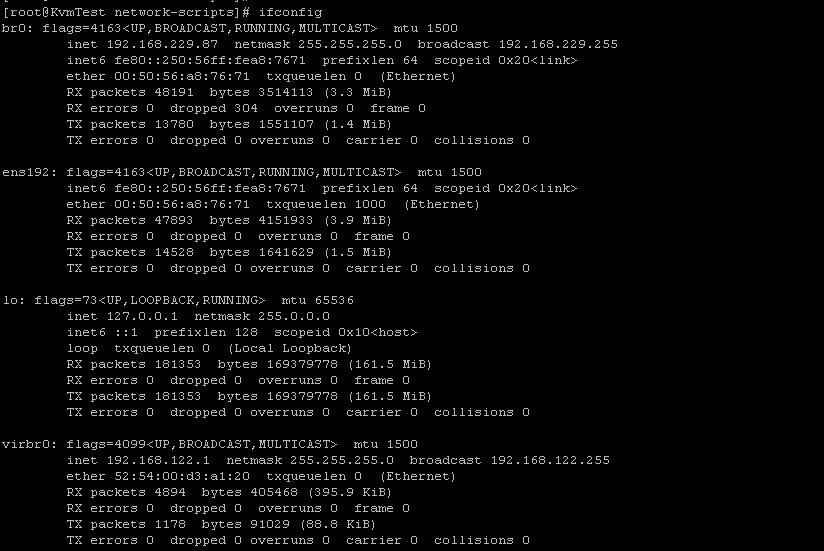 [root@KvmTest network-scripts]# ifconfig
br0: flags=4163<UP,BROADCAST,RUNNING,MULTICAST>  mtu 1500
        inet 192.168.229.87  netmask 255.255.255.0  broadcast 192.168.229.255
        inet6 fe80::250:56ff:fea8:7671  prefixlen 64  scopeid 0x20<link>
        ether 00:50:56:a8:76:71  txqueuelen 0  (Ethernet)
        RX packets 48191  bytes 3514113 (3.3 MiB)
        RX errors 0  dropped 304  overruns 0  frame 0
        TX packets 13780  bytes 1551107 (1.4 MiB)
        TX errors 0  dropped 0 overruns 0  carrier 0  collisions 0

ens192: flags=4163<UP,BROADCAST,RUNNING,MULTICAST>  mtu 1500
        inet6 fe80::250:56ff:fea8:7671  prefixlen 64  scopeid 0x20<link>
        ether 00:50:56:a8:76:71  txqueuelen 1000  (Ethernet)
        RX packets 47893  bytes 4151933 (3.9 MiB)
        RX errors 0  dropped 0  overruns 0  frame 0
        TX packets 14528  bytes 1641629 (1.5 MiB)
        TX errors 0  dropped 0 overruns 0  carrier 0  collisions 0

lo: flags=73<UP,LOOPBACK,RUNNING>  mtu 65536
        inet 127.0.0.1  netmask 255.0.0.0
        inet6 ::1  prefixlen 128  scopeid 0x10<host>
        loop  txqueuelen 0  (Local Loopback)
        RX packets 181353  bytes 169379778 (161.5 MiB)
        RX errors 0  dropped 0  overruns 0  frame 0
        TX packets 181353  bytes 169379778 (161.5 MiB)
        TX errors 0  dropped 0 overruns 0  carrier 0  collisions 0

virbr0: flags=4099<UP,BROADCAST,MULTICAST>  mtu 1500
        inet 192.168.122.1  netmask 255.255.255.0  broadcast 192.168.122.255
        ether 52:54:00:d3:a1:20  txqueuelen 0  (Ethernet)
        RX packets 4894  bytes 405468 (395.9 KiB)
        RX errors 0  dropped 0  overruns 0  frame 0
        TX packets 1178  bytes 91029 (88.8 KiB)
        TX errors 0  dropped 0 overruns 0  carrier 0  collisions 0